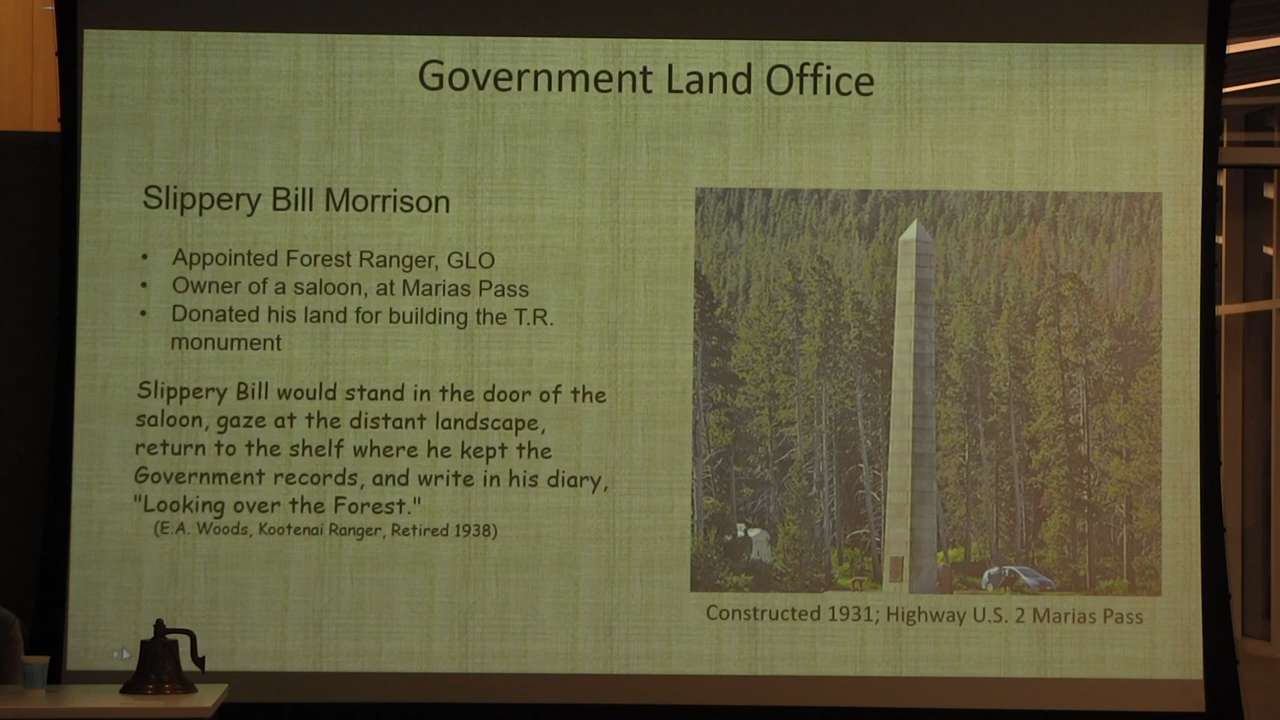 Government Land Office
Slippery Bill Morrison
• Appointed Forest Ranger, GLO
• Owner of a saloon, at Marias Pass
• Donated his land for building the T.R.
monument
Slippery Bill would stand in the door of the
saloon, gaze at the distant landscape,
return to the shelf where he kept the
Government records, and write in his diary,
"Looking over the Forest."
(E.A. Woods, Kootenai Ranger, Retired 1938)
Constructed 1931; Highway U.S. 2 Marias Pass